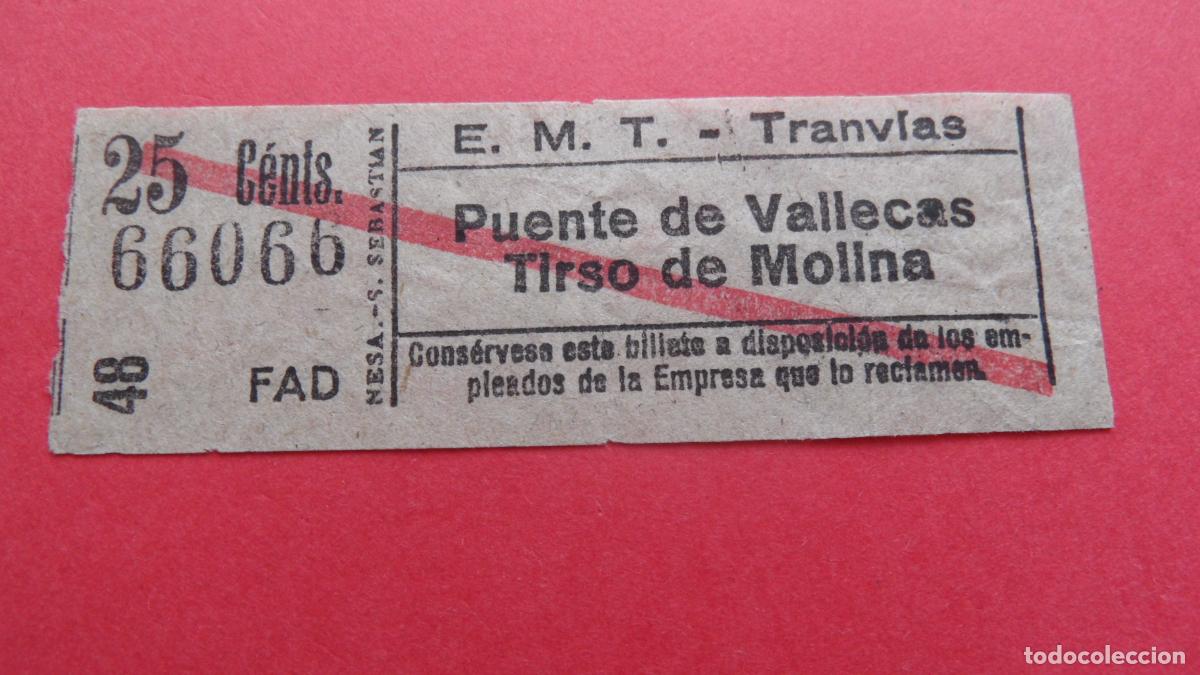 25 Cénts.
66066
48
FAD
NESA.-S. SEBASTIAN
E. M. T. - Tranvías
Puente de Vallecas
Tirso de Molina
Consérvese este billete a disposición de los em-
pleados de la Empresa que lo reclamen.
todocoleccion